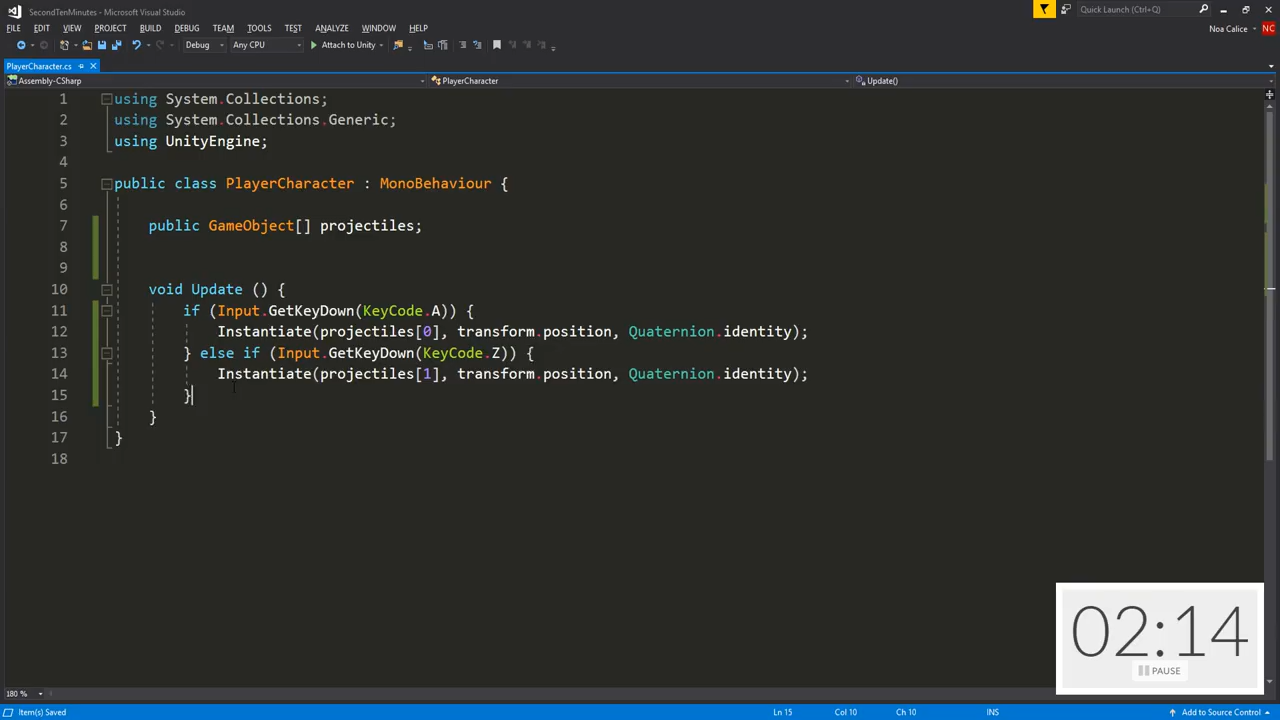 SecondTenMinutes - Microsoft Visual Studio
Quick Launch (Ctrl+Q)
FILE EDIT VIEW PROJECT BUILD DEBUG TEAM TOOLS TEST ANALYZE WINDOW HELP
Noa Calice NC
Debug Any CPU Attach to Unity
PlayerCharacter.cs
Assembly-CSharp PlayerCharacter Update()
1 using System.Collections;
2 using System.Collections.Generic;
3 using UnityEngine;
4
5 public class PlayerCharacter : MonoBehaviour {
6
7 public GameObject[] projectiles;
8
9
10 void Update () {
11 if (Input.GetKeyDown(KeyCode.A)) {
12 Instantiate(projectiles[0], transform.position, Quaternion.identity);
13 } else if (Input.GetKeyDown(KeyCode.Z)) {
14 Instantiate(projectiles[1], transform.position, Quaternion.identity);
15 }
16 }
17 }
18
02:14
PAUSE
180 %
Item(s) Saved Ln 15 Col 10 Ch 10 INS Add to Source Control